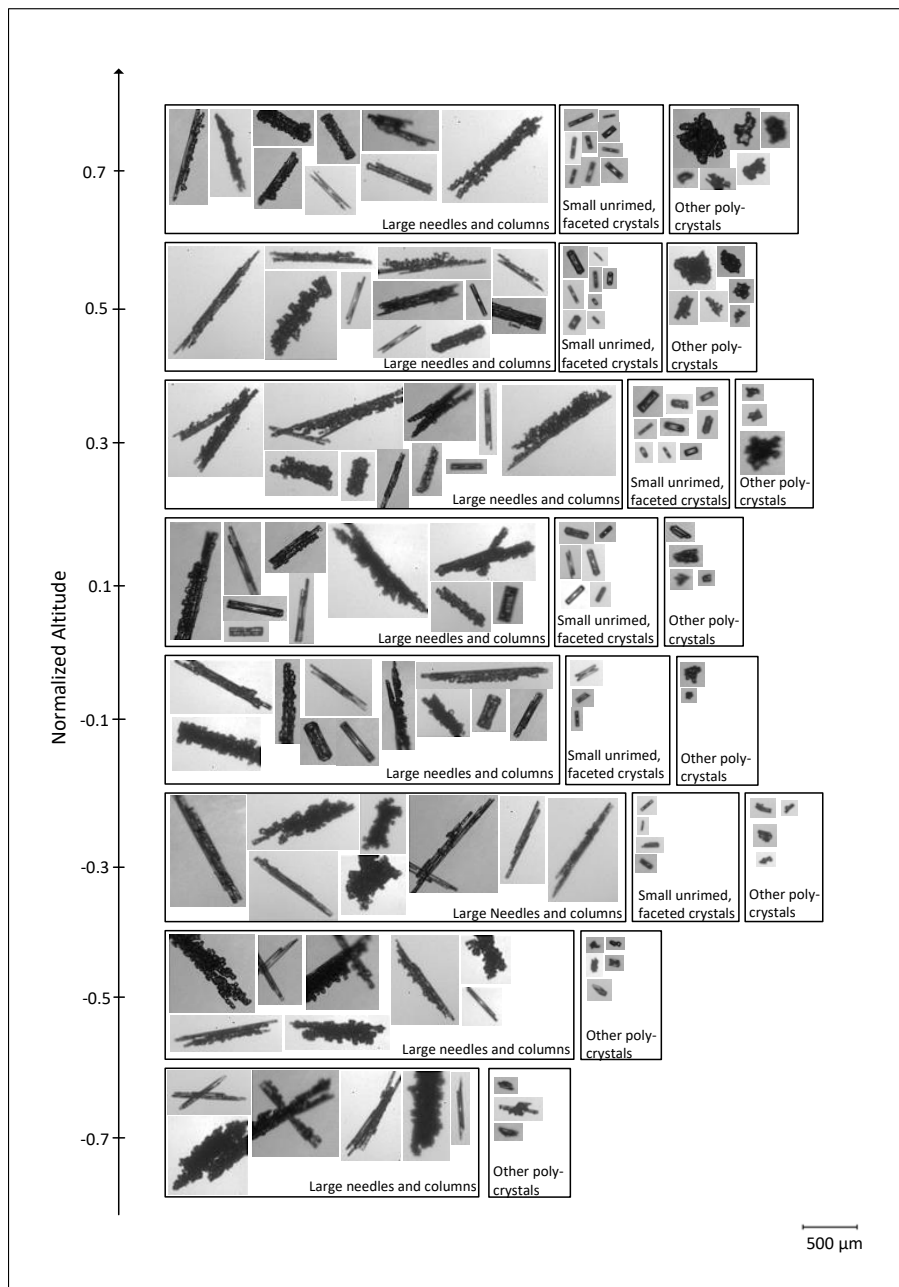 0.7
Large needles and columns
Small unrimed,
faceted crystals
Other poly-
crystals
0.5
Large needles and columns
Small unrimed,
faceted crystals
Other poly-
crystals
0.3
Large needles and columns
Small unrimed,
faceted crystals
Other poly-
crystals
Normalized Altitude
0.1
Large needles and columns
Small unrimed,
faceted crystals
Other poly-
crystals
-0.1
Large needles and columns
Small unrimed,
faceted crystals
Other poly-
crystals
-0.3
Large Needles and columns
Small unrimed,
faceted crystals
Other poly-
crystals
-0.5
Large needles and columns
Other poly-
crystals
-0.7
Large needles and columns
Other poly-
crystals
500 µm